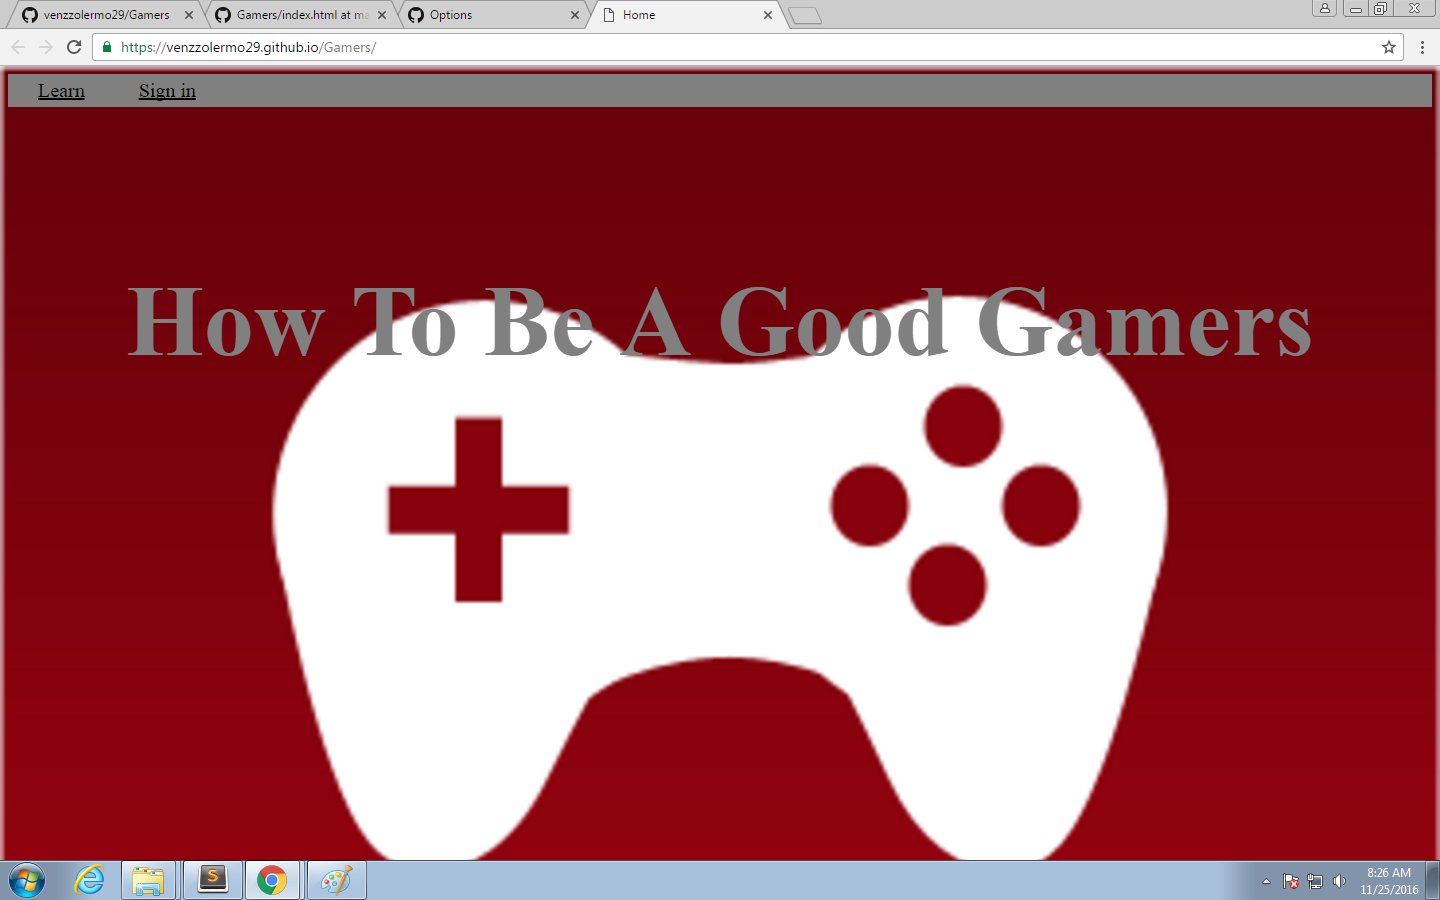 venzzolermo29/Gamers
Gamers/index.html at ma
Options
Home
https://venzzolermo29.github.io/Gamers/
Learn Sign in
How To Be A Good Gamers
8:26 AM
11/25/2016